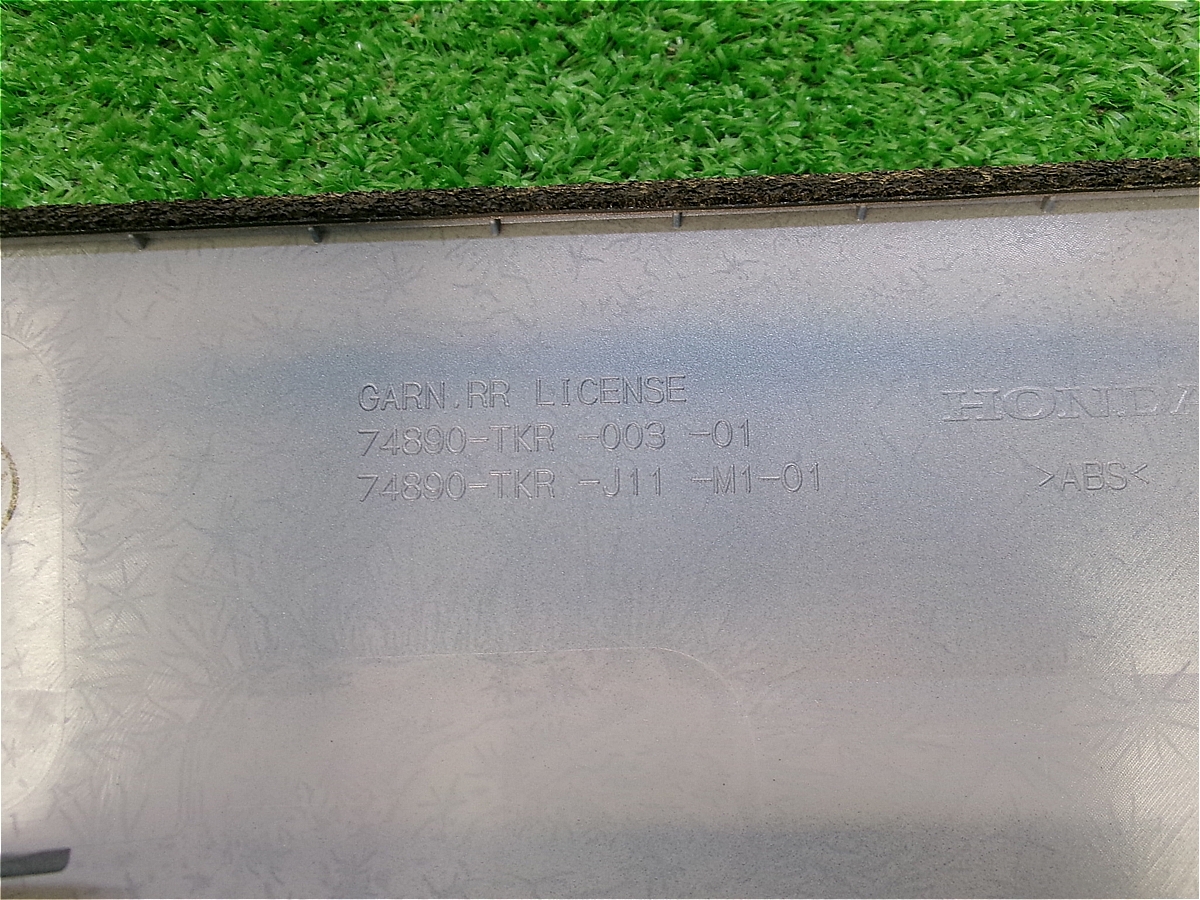 GARN.RR LICENSE
74890-TKR -003 -01
74890-TKR -J11 -M1-01
HONDA
>ABS<